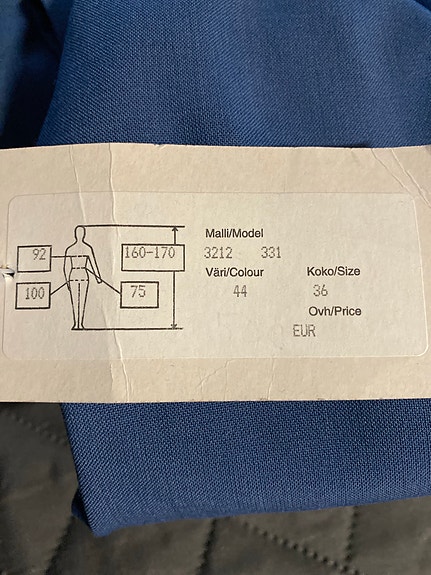 Malli/Model
92
160-170
3212 331
Väri/Colour
Koko/Size
100
75
44
36
Ovh/Price
EUR